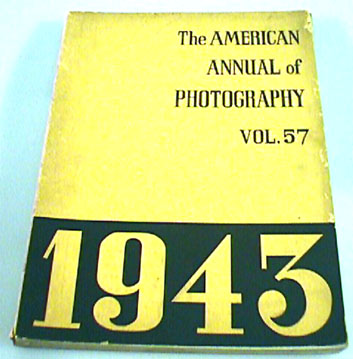 The AMERICAN
ANNUAL of
PHOTOGRAPHY
VOL.57
1943